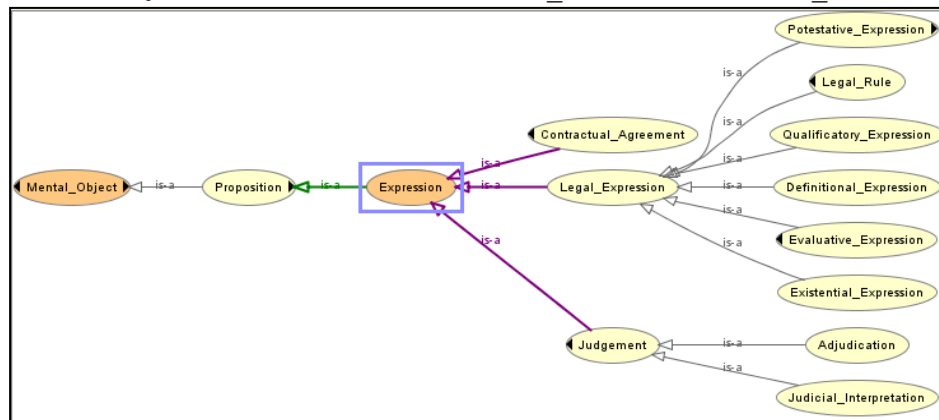 Potestative_Expression
is-a
Legal_Rule
is-a
Contractual_Agreement
is-a
Qualificatory_Expression
is-a
is-a
Mental_Object
is-a
Proposition
is-a
Expression
is-a
Legal_Expression
is-a
Definitional_Expression
is-a
Evaluative_Expression
is-a
is-a
Existential_Expression
Judgement
is-a
Adjudication
is-a
Judicial_Interpretation